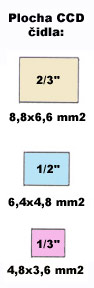 Plocha CCD
čidla:
2/3"
8,8x6,6 mm2
1/2"
6,4x4,8 mm2
1/3"
4,8x3,6 mm2